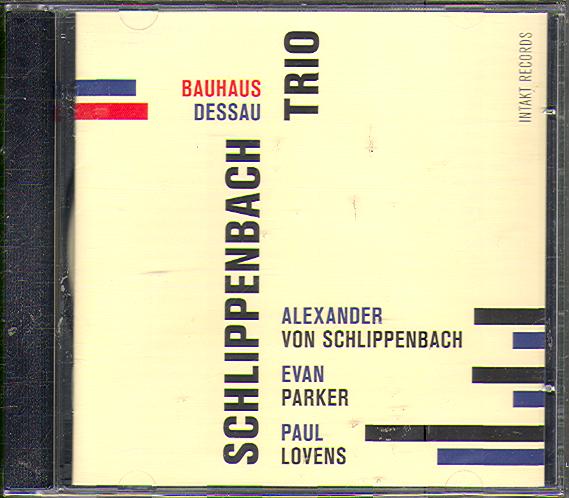 BAUHAUS
DESSAU
SCHLIPPENBACH
TRIO
INTAKT RECORDS
ALEXANDER
VON SCHLIPPENBACH
EVAN
PARKER
PAUL
LOVENS